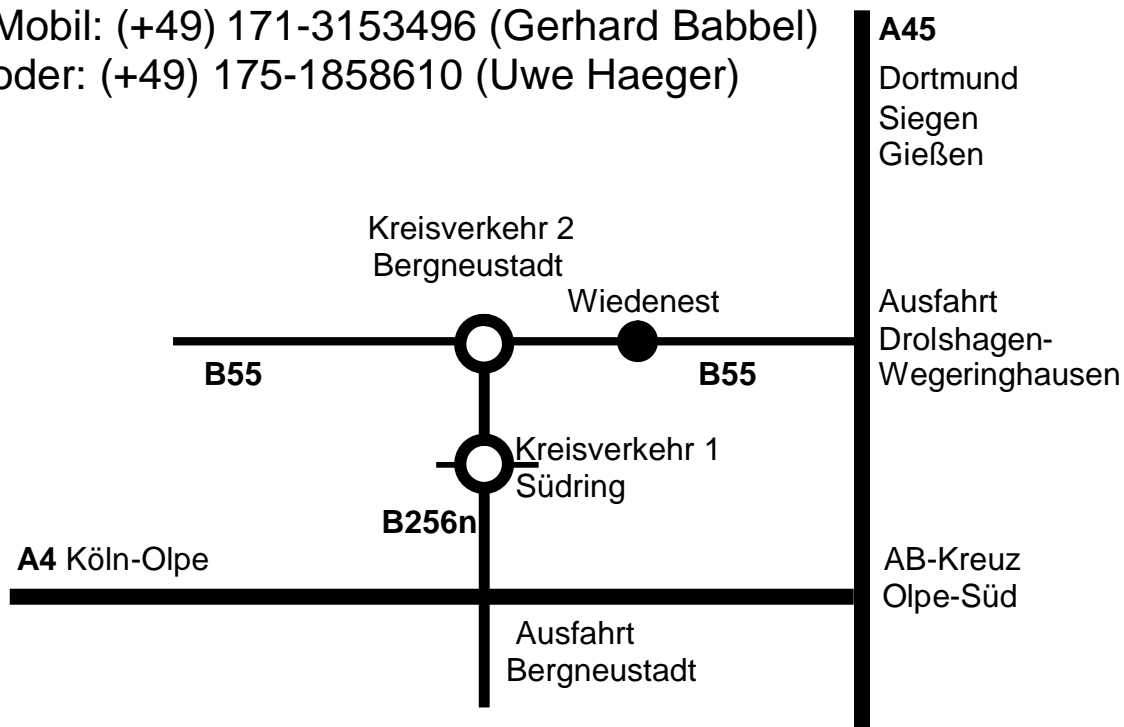 Mobil: (+49) 171-3153496 (Gerhard Babbel)
oder: (+49) 175-1858610 (Uwe Haeger)
A45
Dortmund
Siegen
Gießen
Kreisverkehr 2
Bergneustadt
Wiedenest
Ausfahrt
Drolshagen-
Wegeringhausen
B55
B55
Kreisverkehr 1
Südring
B256n
A4 Köln-Olpe
AB-Kreuz
Olpe-Süd
Ausfahrt
Bergneustadt